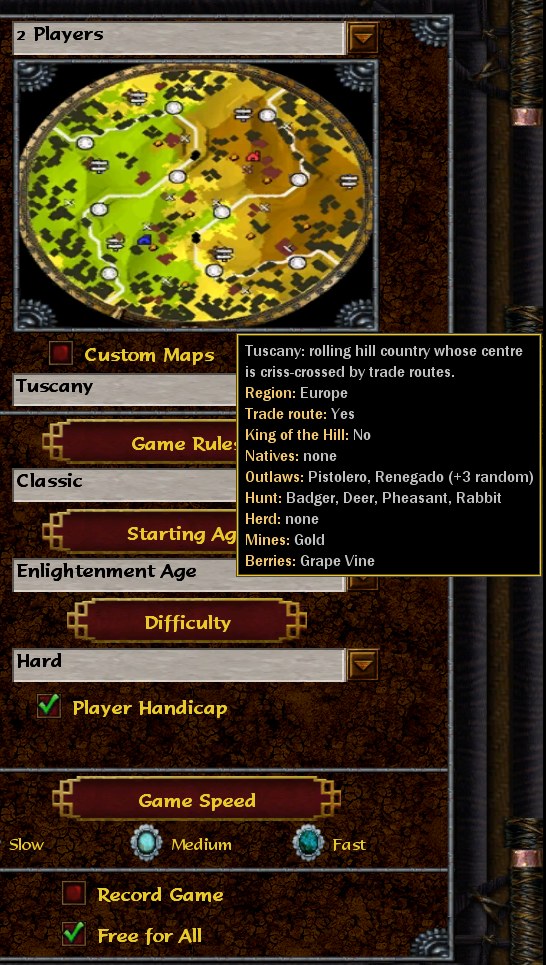 2 Players
Custom Maps
Tuscany
Game Rules
Classic
Starting Ag
Enlightenment Age
Difficulty
Hard
Player Handicap
Game Speed
Slow
Medium
Fast
Record Game
Free for All
Tuscany: rolling hill country whose centre
is criss-crossed by trade routes.
Region: Europe
Trade route: Yes
King of the Hill: No
Natives: none
Outlaws: Pistolero, Renegado (+3 random)
Hunt: Badger, Deer, Pheasant, Rabbit
Herd: none
Mines: Gold
Berries: Grape Vine